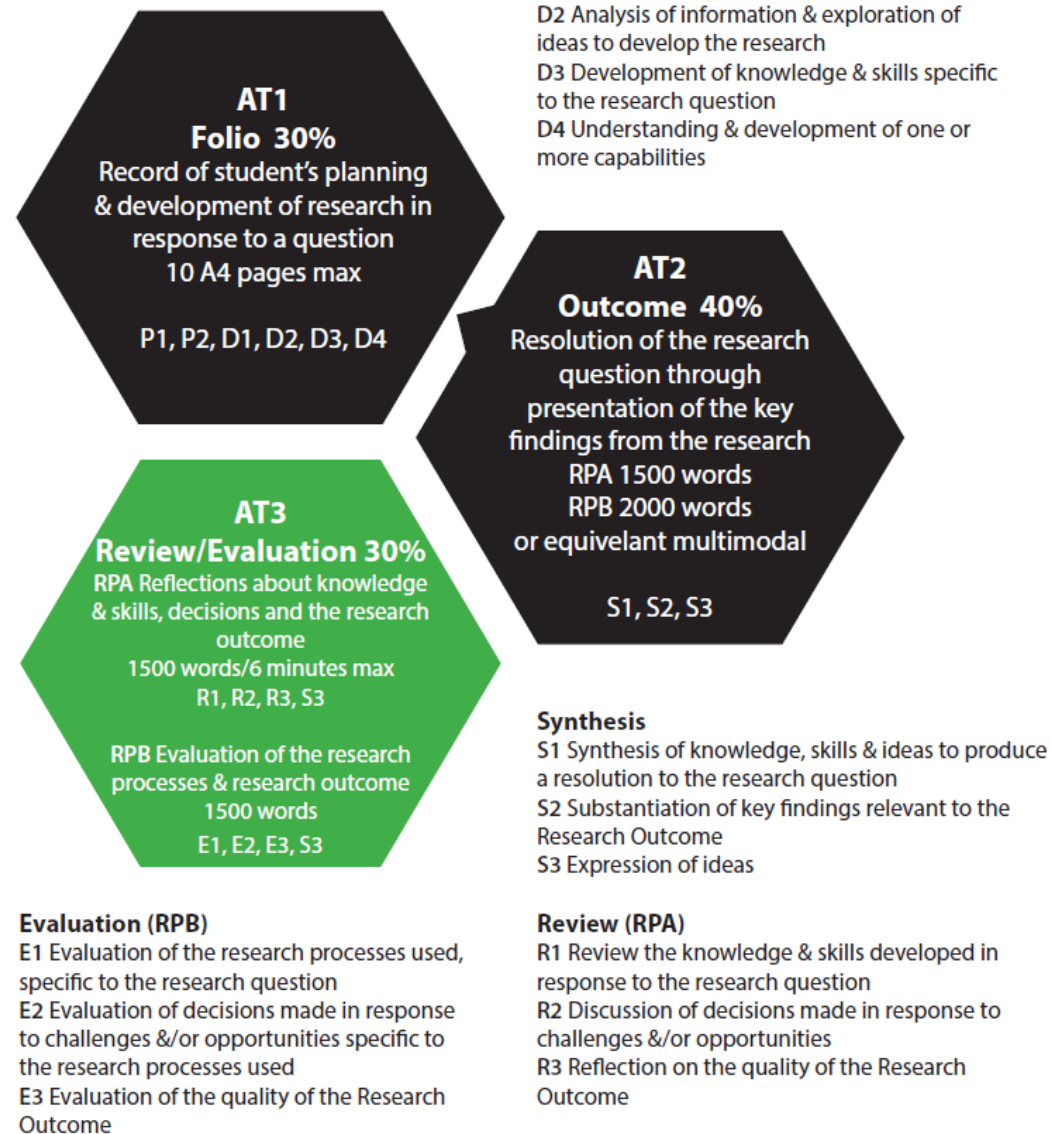 D2 Analysis of information & exploration of
ideas to develop the research
D3 Development of knowledge & skills specific
to the research question
D4 Understanding & development of one or
more capabilities
AT1
Folio 30%
Record of student's planning
& development of research in
response to a question
10 A4 pages max
P1, P2, D1, D2, D3, D4
AT2
Outcome 40%
Resolution of the research
question through
presentation of the key
findings from the research
RPA 1500 words
RPB 2000 words
or equivelant multimodal
S1, S2, S3
AT3
Review/Evaluation 30%
RPA Reflections about knowledge
& skills, decisions and the research
outcome
1500 words/6 minutes max
R1, R2, R3, S3
RPB Evaluation of the research
processes & research outcome
1500 words
E1, E2, E3, S3
Synthesis
S1 Synthesis of knowledge, skills & ideas to produce
a resolution to the research question
S2 Substantiation of key findings relevant to the
Research Outcome
S3 Expression of ideas
Evaluation (RPB)
E1 Evaluation of the research processes used,
specific to the research question
E2 Evaluation of decisions made in response
to challenges &/or opportunities specific to
the research processes used
E3 Evaluation of the quality of the Research
Outcome
Review (RPA)
R1 Review the knowledge & skills developed in
response to the research question
R2 Discussion of decisions made in response to
challenges &/or opportunities
R3 Reflection on the quality of the Research
Outcome